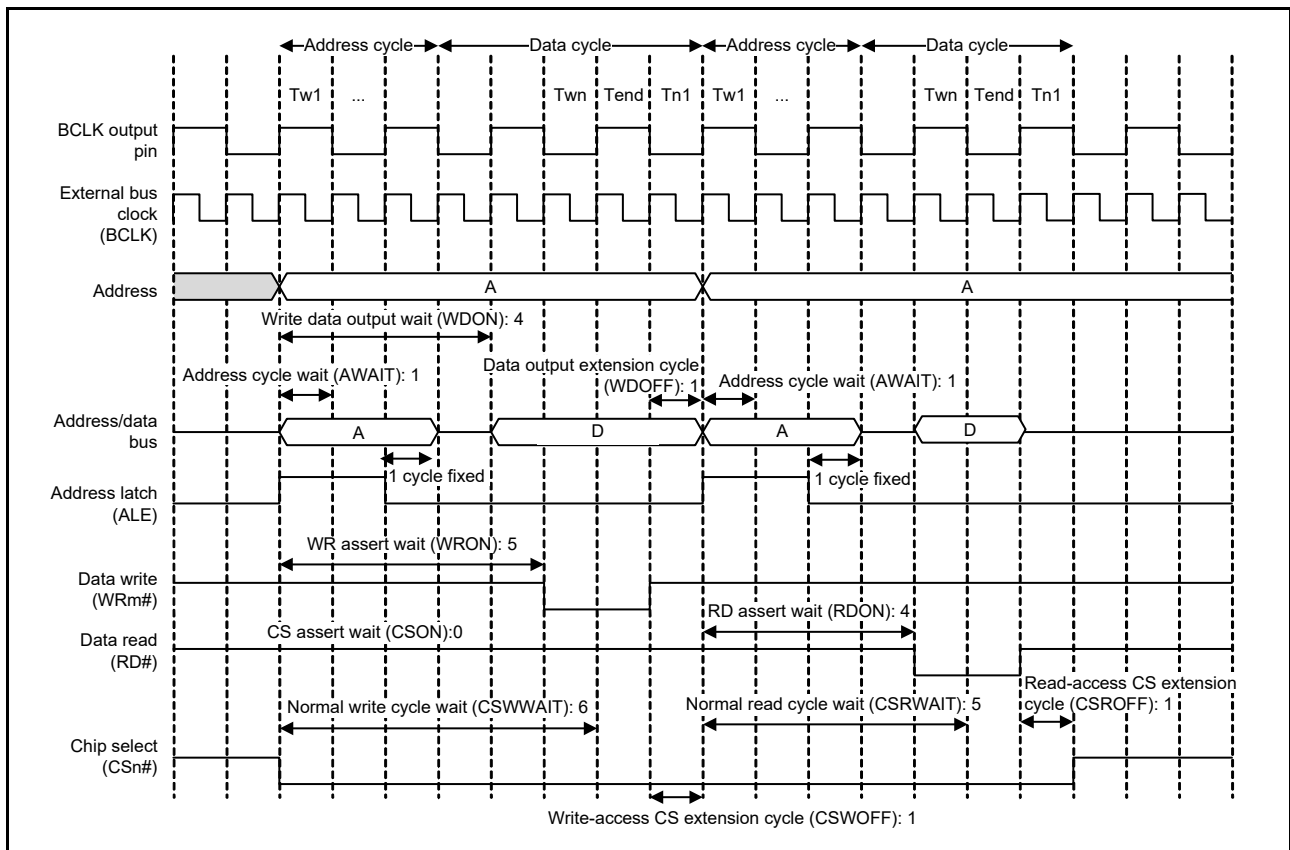 Address cycle Data cycle Address cycle Data cycle
Tw1 ... Twn Tend Tn1 Tw1 ... Twn Tend Tn1
BCLK output
pin
External bus
clock
(BCLK)
Address A A
Write data output wait (WDON): 4
Data output extension cycle
(WDOFF): 1
Address cycle wait (AWAIT): 1
Address cycle wait (AWAIT): 1
Address/data
bus
A D A D
1 cycle fixed
1 cycle fixed
Address latch
(ALE)
WR assert wait (WRON): 5
Data write
(WRm#)
RD assert wait (RDON): 4
CS assert wait (CSON):0
Data read
(RD#)
Read-access CS extension
cycle (CSROFF): 1
Normal write cycle wait (CSWWAIT): 6
Normal read cycle wait (CSRWAIT): 5
Chip select
(CSn#)
Write-access CS extension cycle (CSWOFF): 1